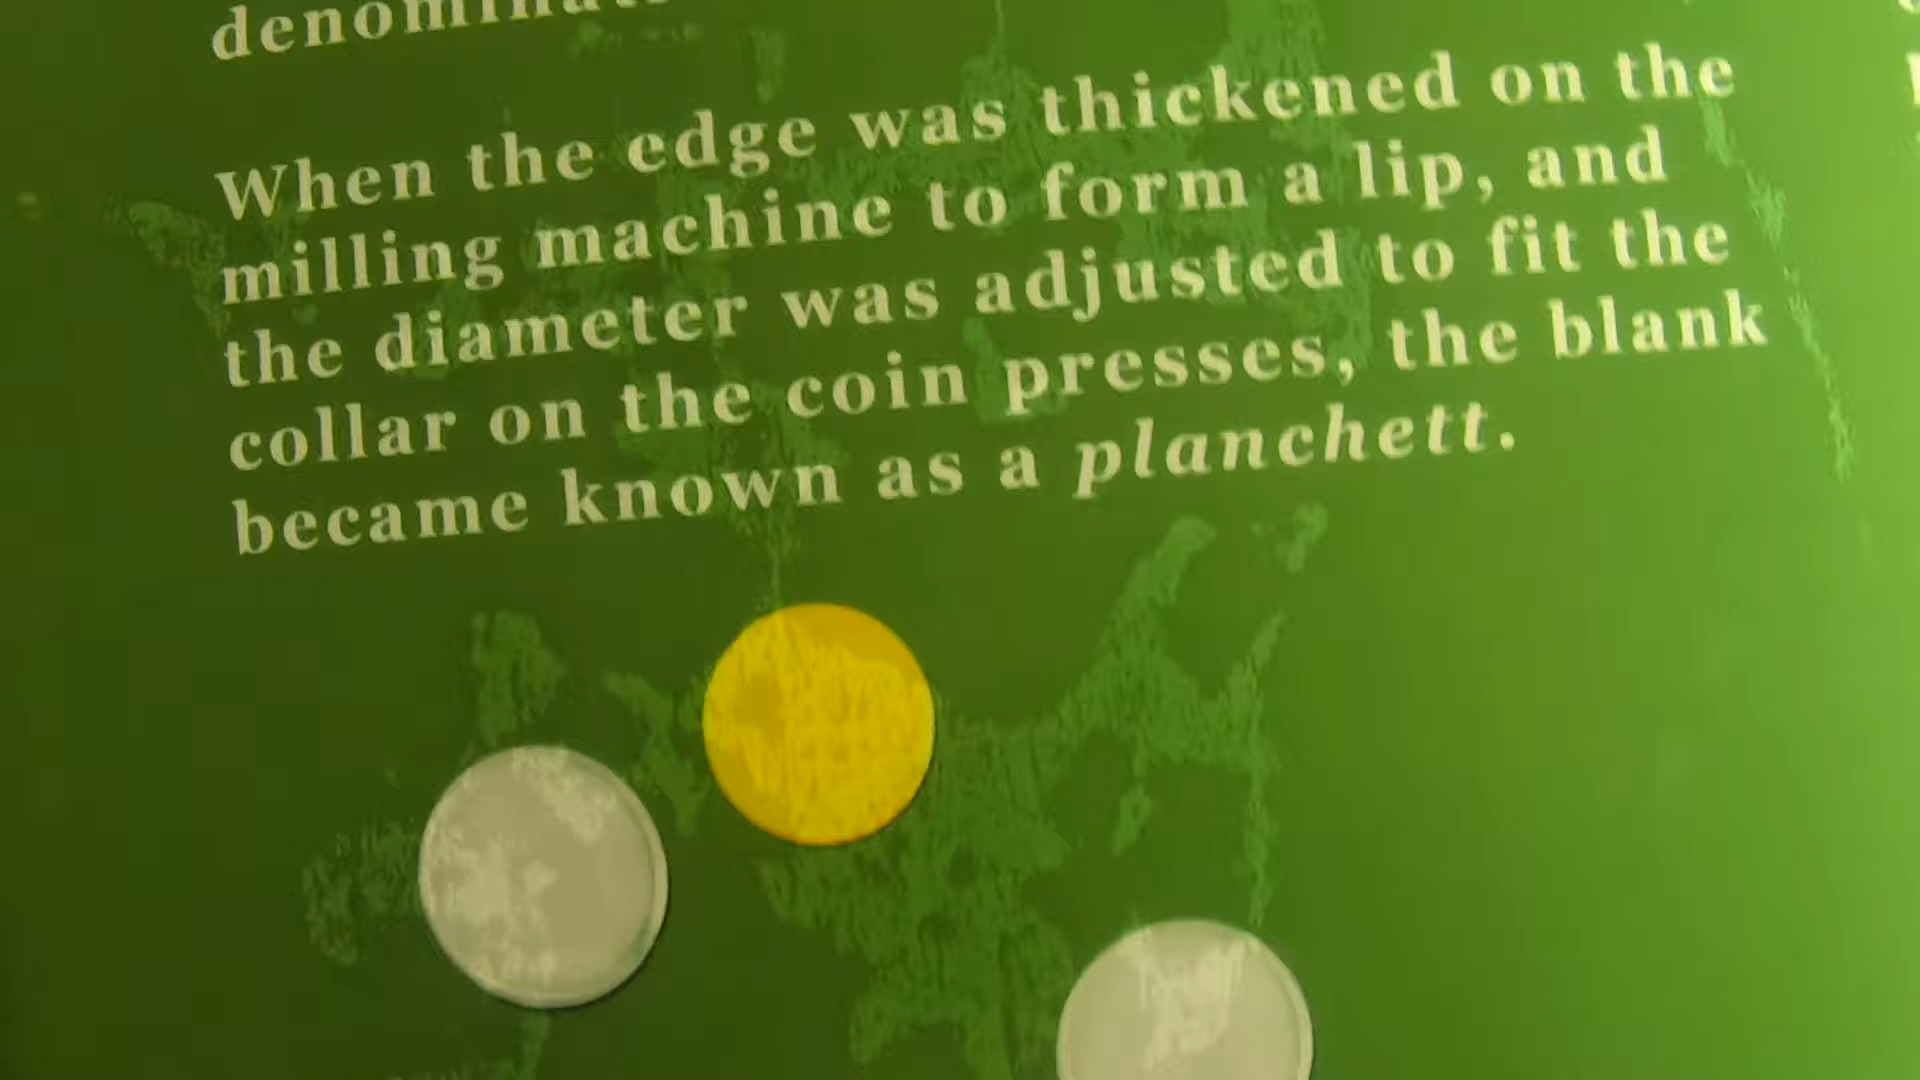 When the edge was thickened on the
milling machine to form a lip, and
the diameter was adjusted to fit the
collar on the coin presses, the blank
became known as a planchett.